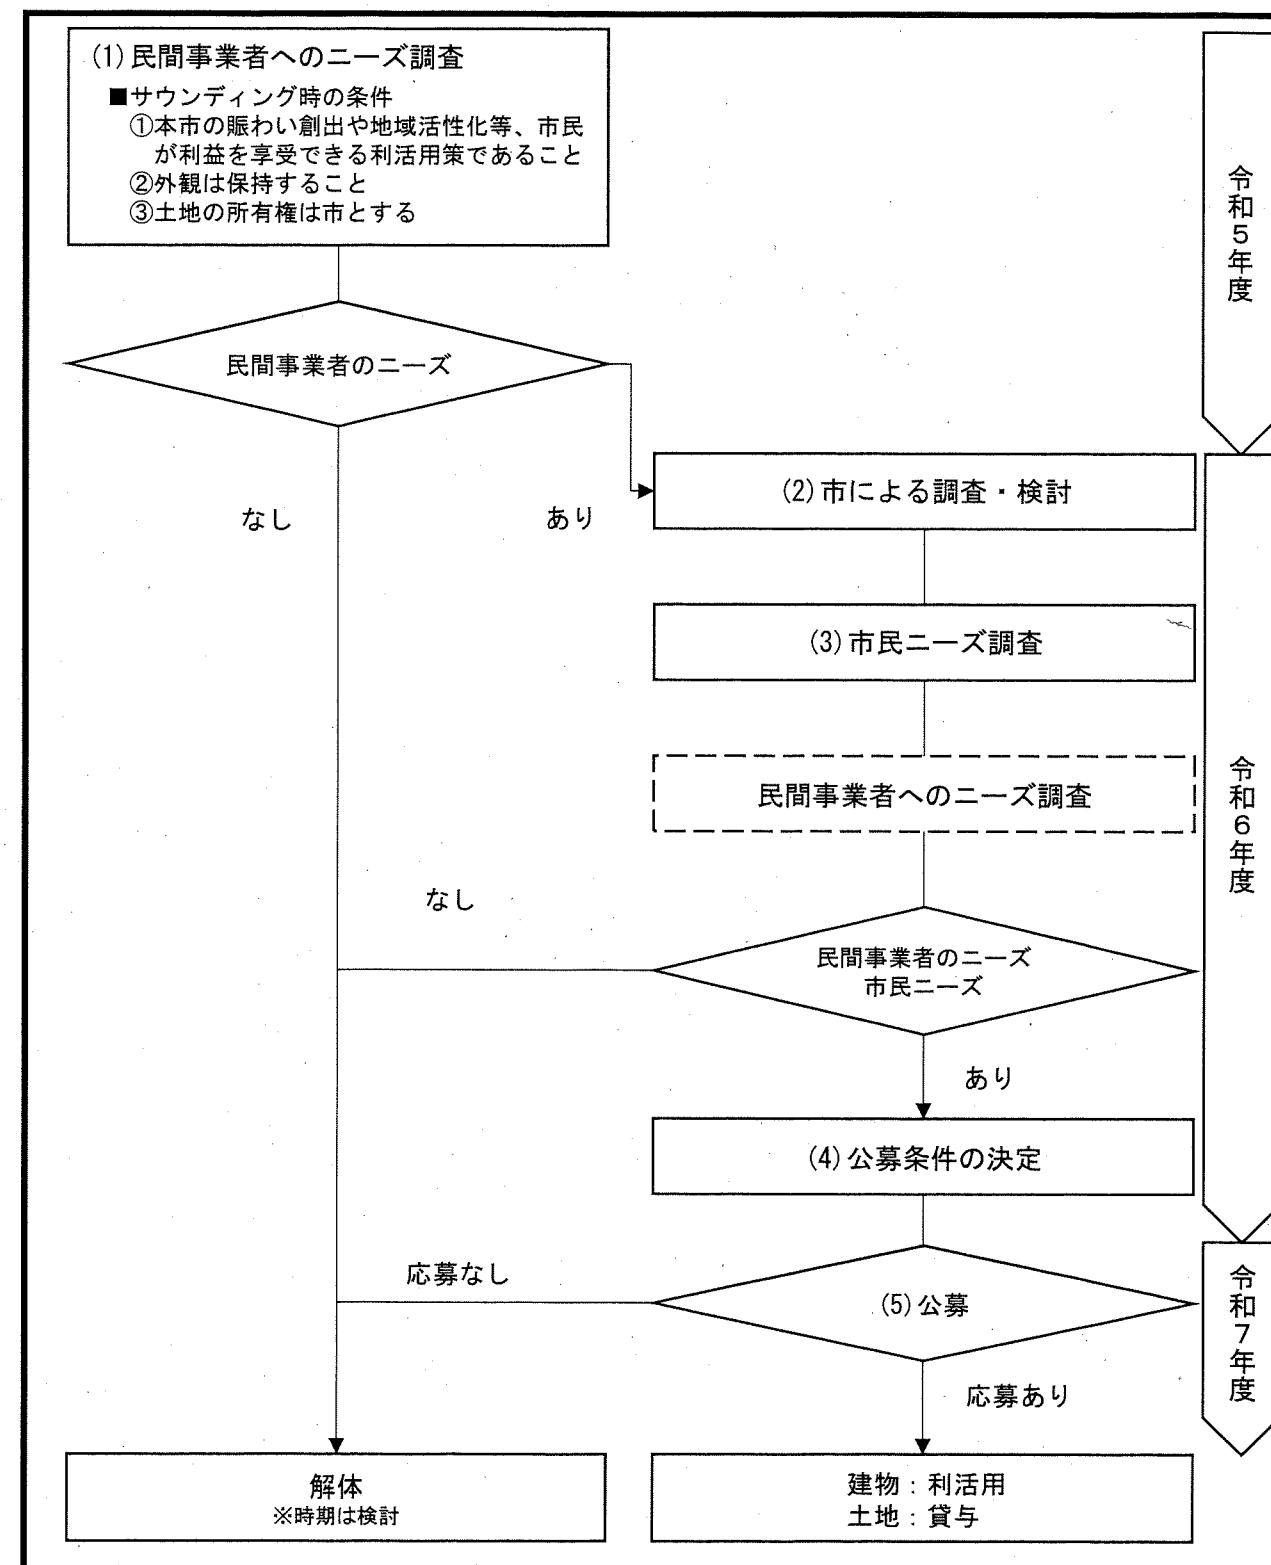 (1)民間事業者へのニーズ調査
■サウンディング時の条件
①本市の賑わい創出や地域活性化等、市民
が利益を享受できる利活用策であること
②外観は保持すること
③土地の所有権は市とする
令和5年度
民間事業者のニーズ
なし
あり
(2)市による調査・検討
(3)市民ニーズ調査
民間事業者へのニーズ調査
令和6年度
なし
民間事業者のニーズ
市民ニーズ
あり
(4)公募条件の決定
応募なし
(5)公募
令和7年度
応募あり
解体
※時期は検討
建物：利活用
土地：貸与